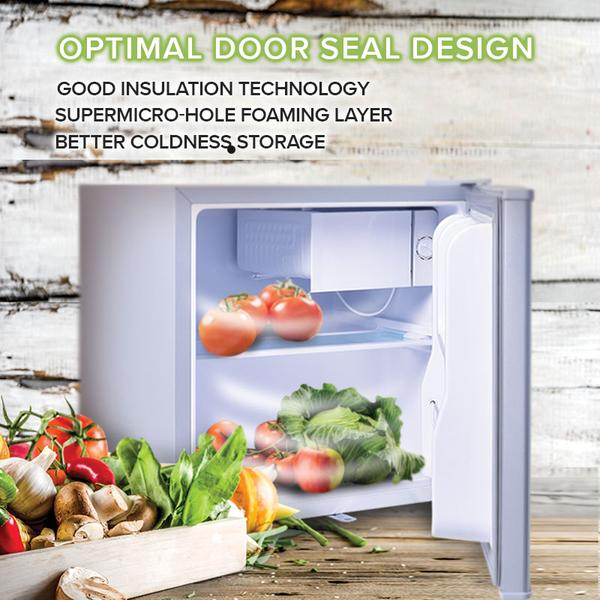 OPTIMAL DOOR SEAL DESIGN
GOOD INSULATION TECHNOLOGY
SUPERMICRO-HOLE FOAMING LAYER
BETTER COLDNESS STORAGE